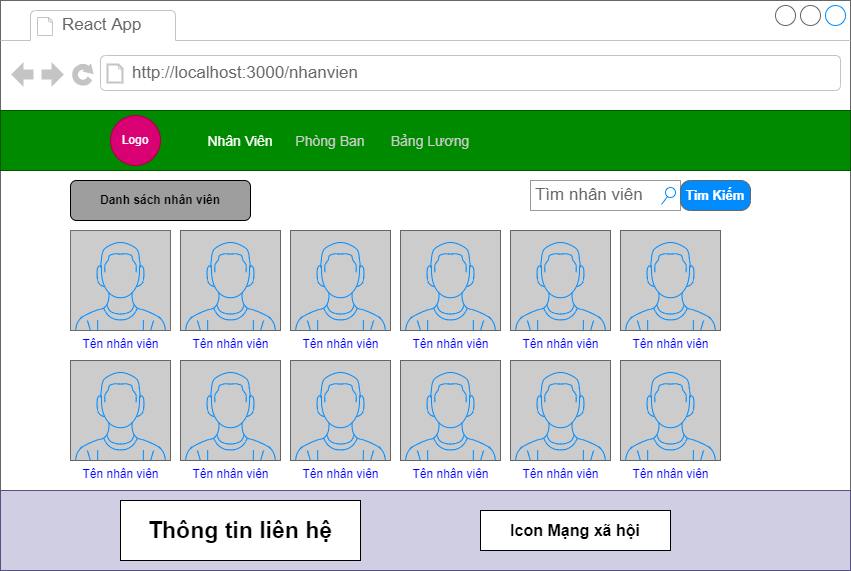 React App
http://localhost:3000/nhanvien
Logo
Nhân Viên
Phòng Ban
Bảng Lương
Danh sách nhân viên
Tìm nhân viên
Tìm Kiếm
Tên nhân viên
Tên nhân viên
Tên nhân viên
Tên nhân viên
Tên nhân viên
Tên nhân viên
Tên nhân viên
Tên nhân viên
Tên nhân viên
Tên nhân viên
Tên nhân viên
Tên nhân viên
Thông tin liên hệ
Icon Mạng xã hội